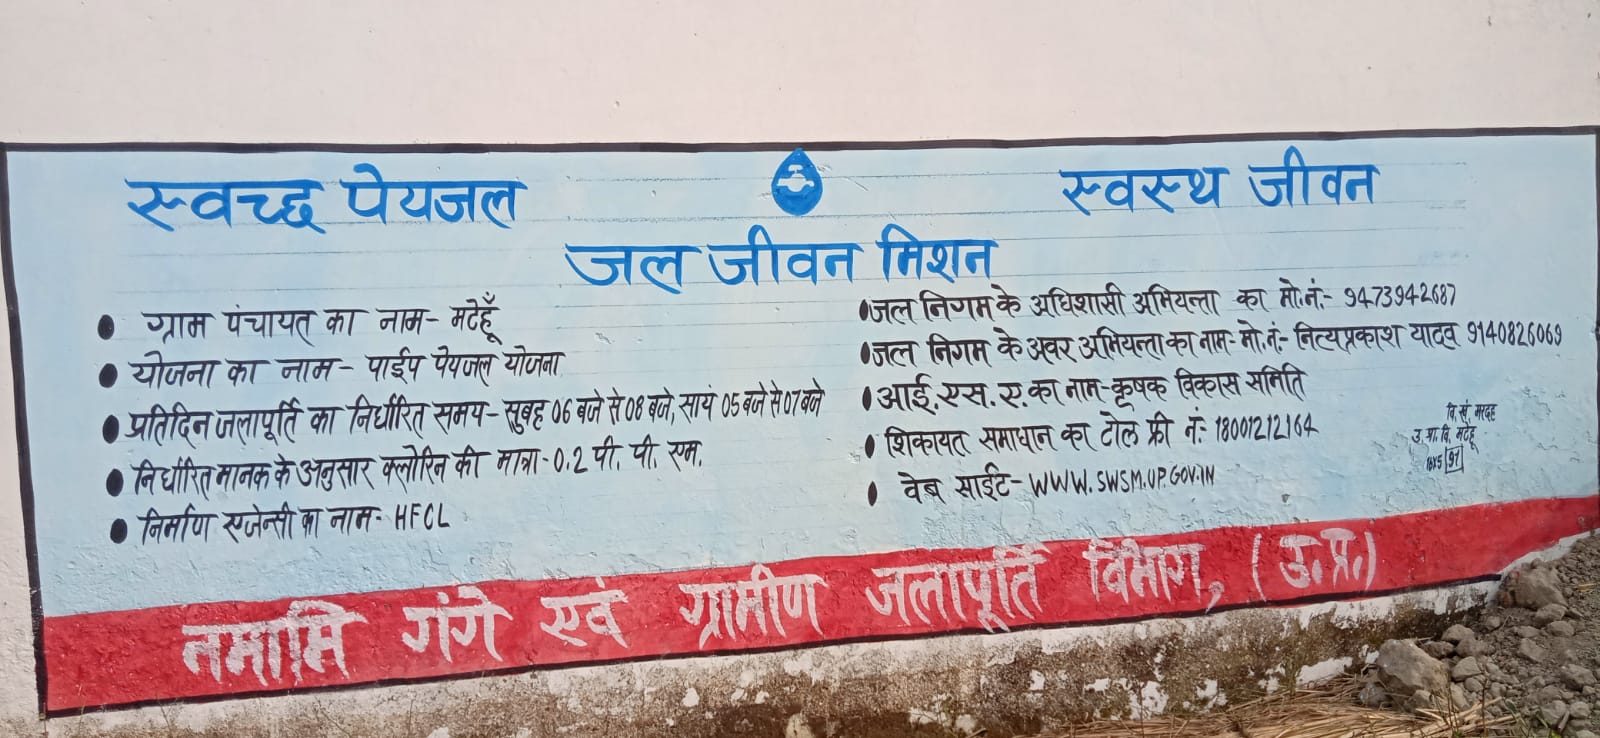 स्वच्छ पेयजल
स्वस्थ जीवन
जल जीवन मिशन
● ग्राम पंचायत का नाम- मटेहूँ
● योजना का नाम- पाईप पेयजल योजना
● प्रतिदिन जलापूर्ति का निर्धारित समय- सुबह 06 बजे से 08 बजे, सायं 05 बजे से 07 बजे
● निर्धारित मानक के अनुसार क्लोरिन की मात्रा- 0.2 पी. पी. एम.
● निर्माण एजेन्सी का नाम- HFCL
● जल निगम के अधिशासी अभियन्ता का मो.नं:- 9473942687
● जल निगम के अवर अभियन्ता का नाम- मो.नं:- नित्यप्रकाश यादव 9140826069
● आई.एस.ए. का नाम- कृषक विकास समिति
● शिकायत समाधान का टोल फ्री नं.: 18001212164
● वेब साईट- WWW.SWSM.UP.GOV.IN
वि.खं. मरदह
उ. प्रा. वि. मटेहूँ
97
नमामि गंगे एवं ग्रामीण जलापूर्ति विभाग, (उ.प्र.)